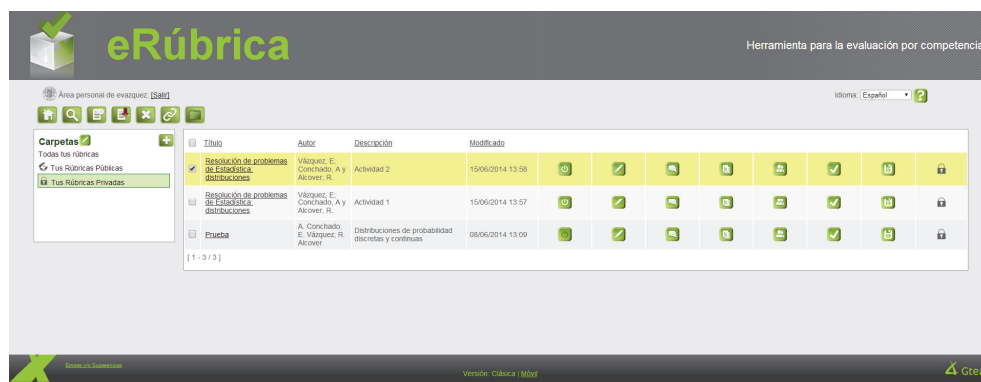 eRúbrica
Herramienta para la evaluación por competencia
Área personal de evazquez: [Salir]
Idioma: Español
Carpetas
Todas tus rúbricas
Tus Rúbricas Públicas
Tus Rúbricas Privadas
Título Autor Descripción Modificado
Resolución de problemas
de Estadística:
distribuciones
Vázquez, E;
Conchado, A y
Alcover, R.
Actividad 2
15/06/2014 13:58
Resolución de problemas
de Estadística:
distribuciones
Vázquez, E;
Conchado, A y
Alcover, R.
Actividad 1
15/06/2014 13:57
Prueba
A. Conchado;
E. Vázquez; R.
Alcover
Distribuciones de probabilidad
discretas y continuas
08/06/2014 13:09
[ 1 - 3 / 3 ]
Versión: Clásica | Móvil
Gtea